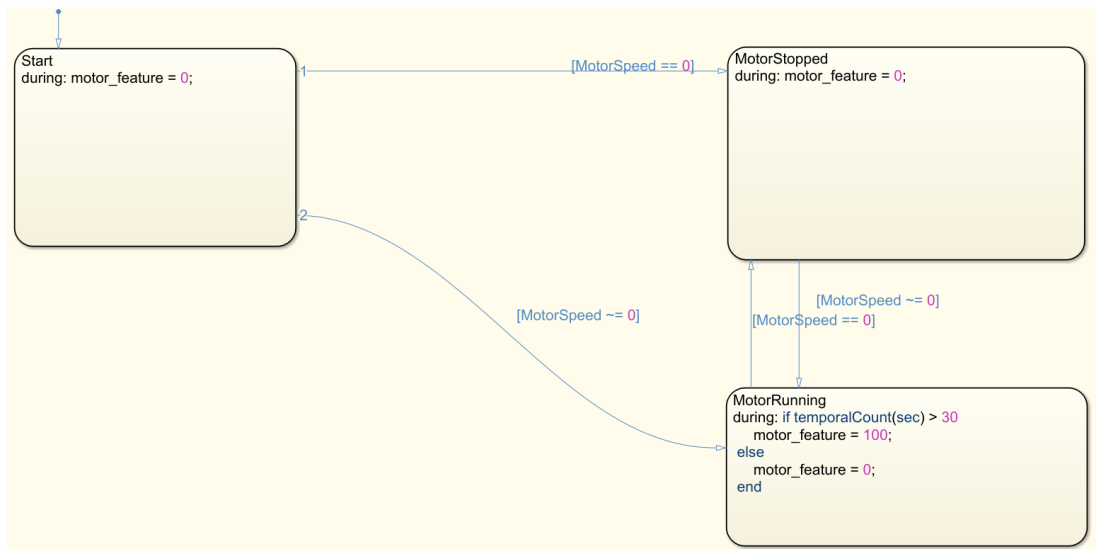 Start
during: motor_feature = 0;
1
[MotorSpeed == 0]
MotorStopped
during: motor_feature = 0;
2
[MotorSpeed ~= 0]
[MotorSpeed ~= 0]
[MotorSpeed == 0]
MotorRunning
during: if temporalCount(sec) > 30
motor_feature = 100;
else
motor_feature = 0;
end